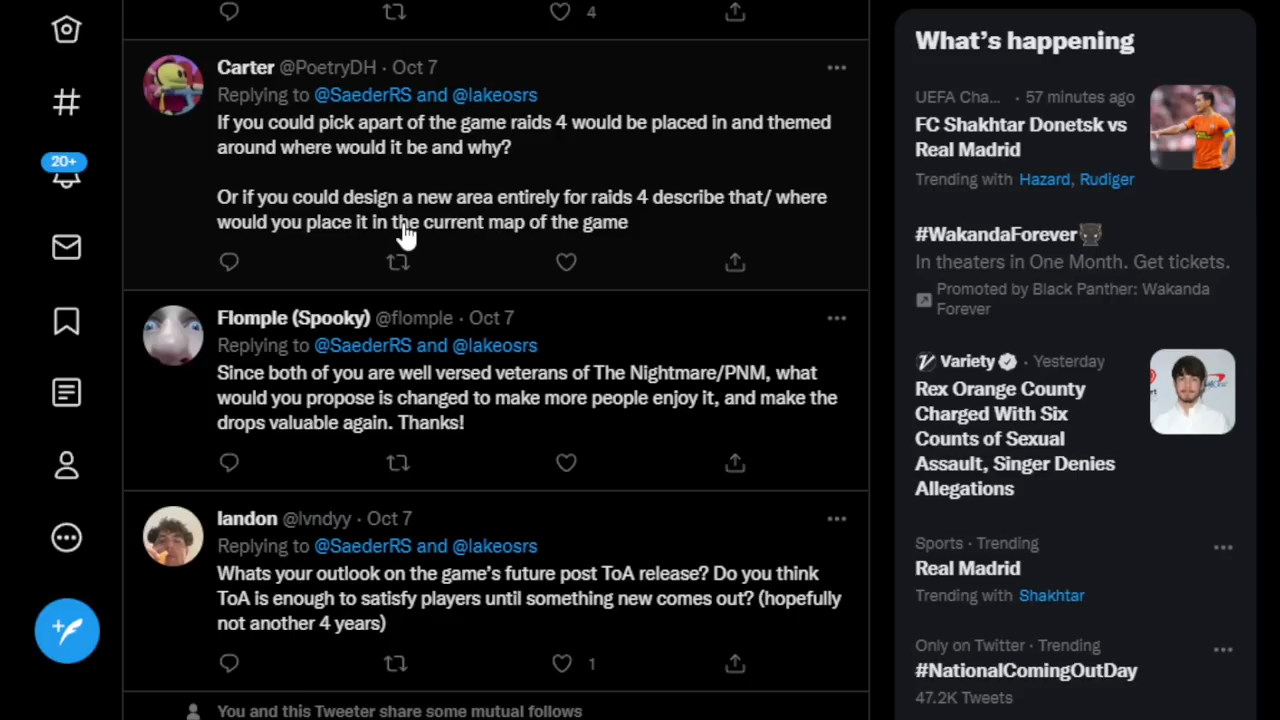 4
Carter @PoetryDH · Oct 7
Replying to @SaederRS and @lakeosrs
If you could pick apart of the game raids 4 would be placed in and themed
around where would it be and why?
Or if you could design a new area entirely for raids 4 describe that/ where
would you place it in the current map of the game
20+
Flomple (Spooky) @flomple · Oct 7
Replying to @SaederRS and @lakeosrs
Since both of you are well versed veterans of The Nightmare/PNM, what
would you propose is changed to make more people enjoy it, and make the
drops valuable again. Thanks!
landon @lvndyy · Oct 7
Replying to @SaederRS and @lakeosrs
Whats your outlook on the game's future post ToA release? Do you think
ToA is enough to satisfy players until something new comes out? (hopefully
not another 4 years)
1
You and this Tweeter share some mutual follows
What's happening
UEFA Cha... · 57 minutes ago
FC Shakhtar Donetsk vs
Real Madrid
Trending with Hazard, Rudiger
#WakandaForever
In theaters in One Month. Get tickets.
Promoted by Black Panther: Wakanda
Forever
Variety · Yesterday
Rex Orange County
Charged With Six
Counts of Sexual
Assault, Singer Denies
Allegations
Sports · Trending
Real Madrid
Trending with Shakhtar
Only on Twitter · Trending
#NationalComingOutDay
47.2K Tweets